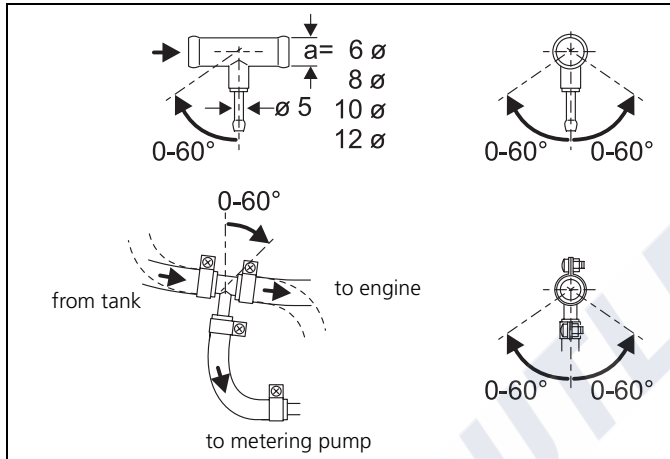 a= 6 ø
8 ø
10 ø
12 ø
ø 5
0-60°
0-60° 0-60°
0-60°
from tank
to engine
to metering pump
0-60° 0-60°